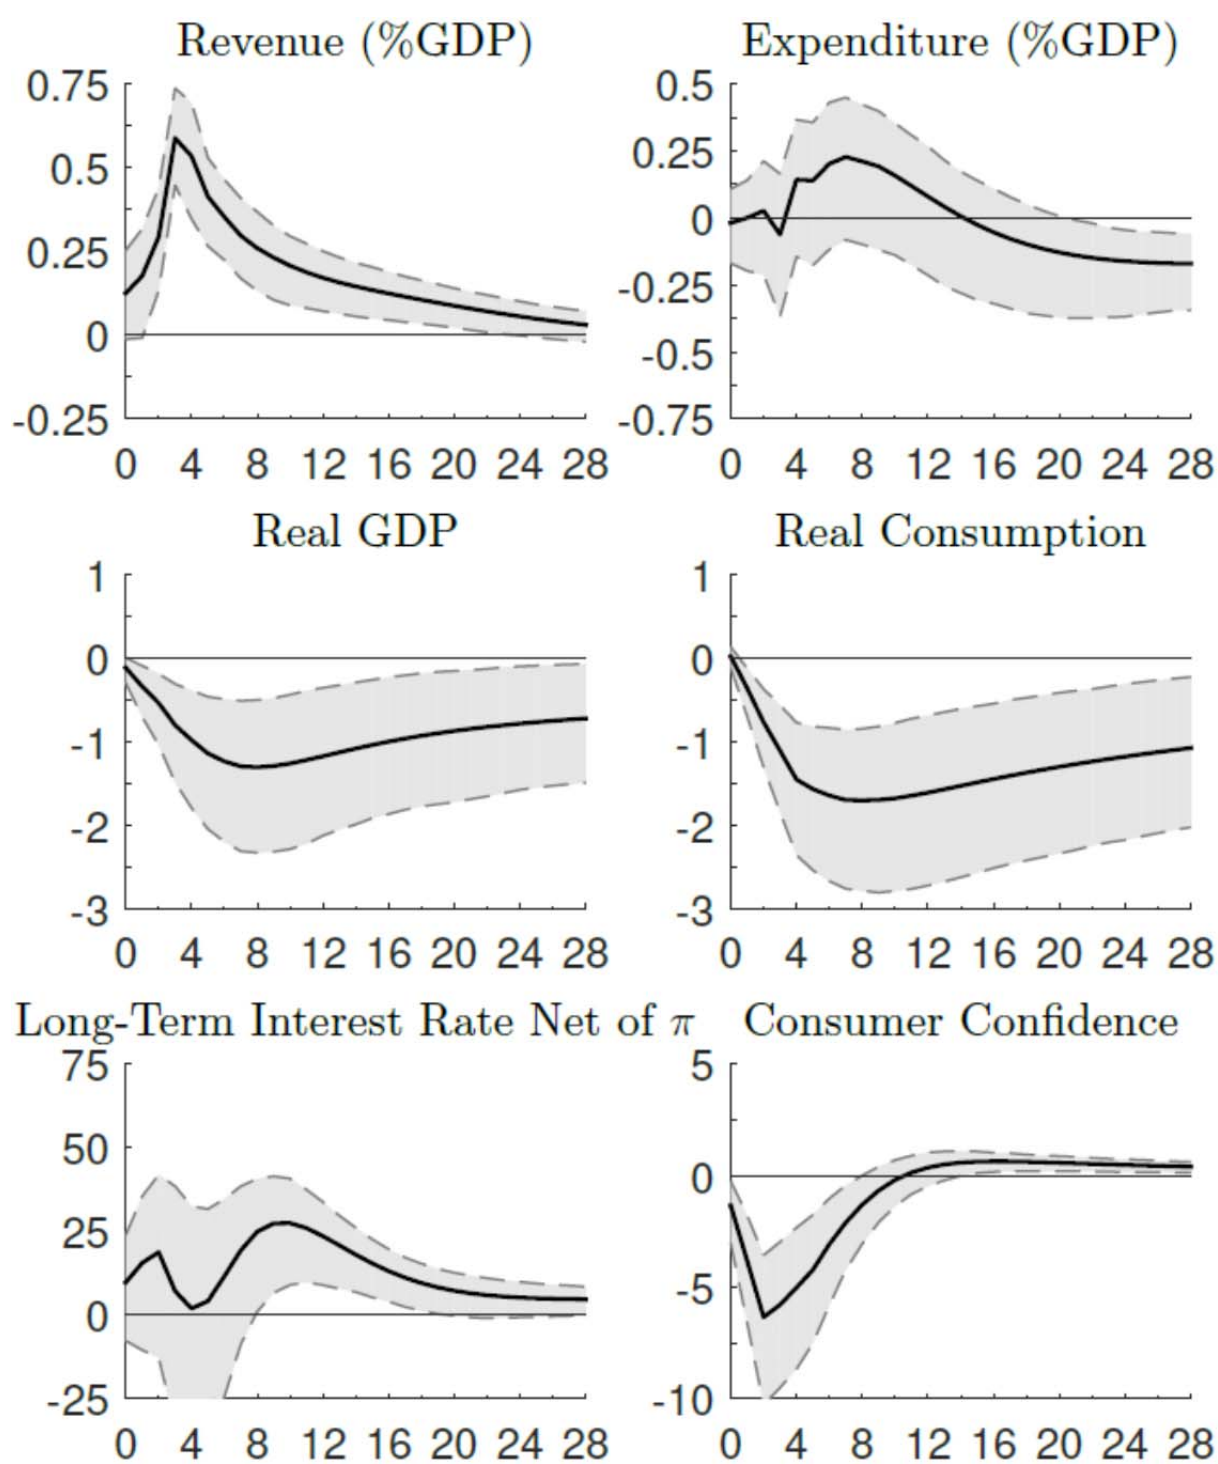 Revenue (%GDP)
0.75
0.5
0.25
0
-0.25
0 4 8 12 16 20 24 28
Expenditure (%GDP)
0.5
0.25
0
-0.25
-0.5
-0.75
0 4 8 12 16 20 24 28
Real GDP
1
0
-1
-2
-3
0 4 8 12 16 20 24 28
Real Consumption
1
0
-1
-2
-3
0 4 8 12 16 20 24 28
Long-Term Interest Rate Net of π
75
50
25
0
-25
0 4 8 12 16 20 24 28
Consumer Confidence
5
0
-5
-10
0 4 8 12 16 20 24 28